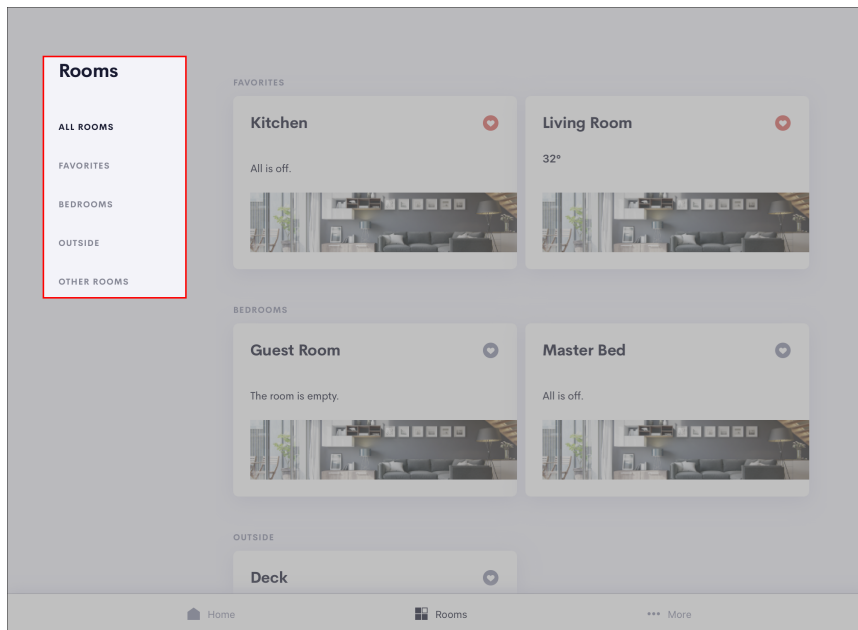 Rooms
ALL ROOMS
FAVORITES
BEDROOMS
OUTSIDE
OTHER ROOMS
FAVORITES
Kitchen
All is off.
Living Room
32°
BEDROOMS
Guest Room
The room is empty.
Master Bed
All is off.
OUTSIDE
Deck
Home
Rooms
More